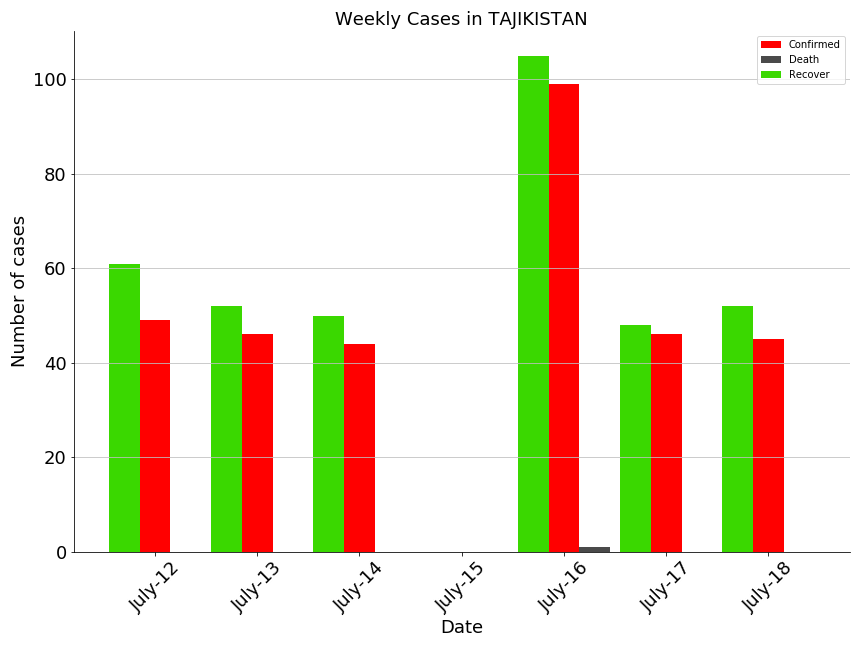 Weekly Cases in TAJIKISTAN
Confirmed
Death
Recover
Number of cases
100
80
60
40
20
0
July-12
July-13
July-14
July-15
July-16
July-17
July-18
Date